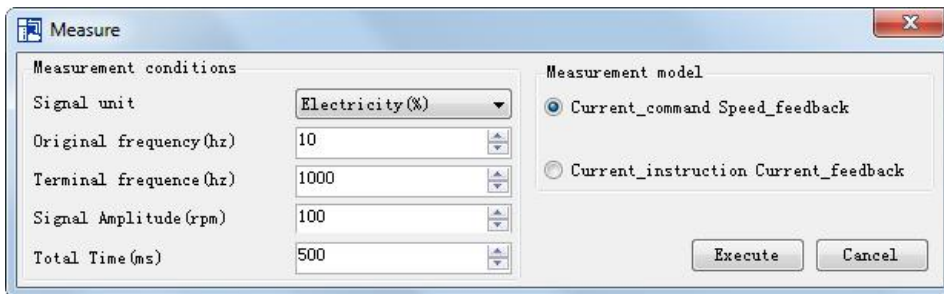 Measure
Measurement conditions
Signal unit
Electricity(%)
Original frequency(hz)
10
Terminal frequence(hz)
1000
Signal Amplitude(rpm)
100
Total Time(ms)
500
Measurement model
Current_command Speed_feedback
Current_instruction Current_feedback
Execute
Cancel